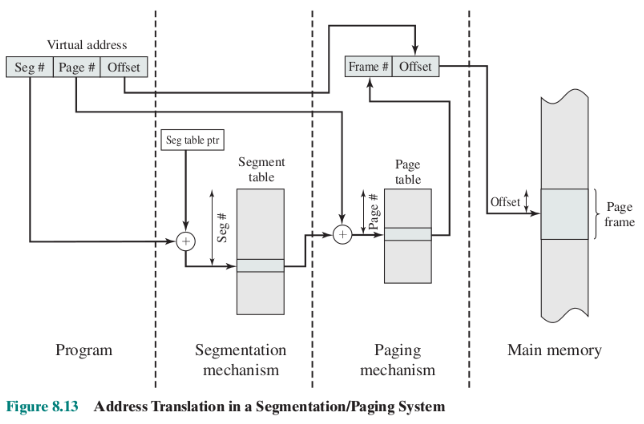 Virtual address
Seg # Page # Offset
Frame # Offset
Seg table ptr
Segment
table
Page
table
Seg #
Page #
+
+
Offset
Page
frame
Program
Segmentation
mechanism
Paging
mechanism
Main memory
Figure 8.13 Address Translation in a Segmentation/Paging System